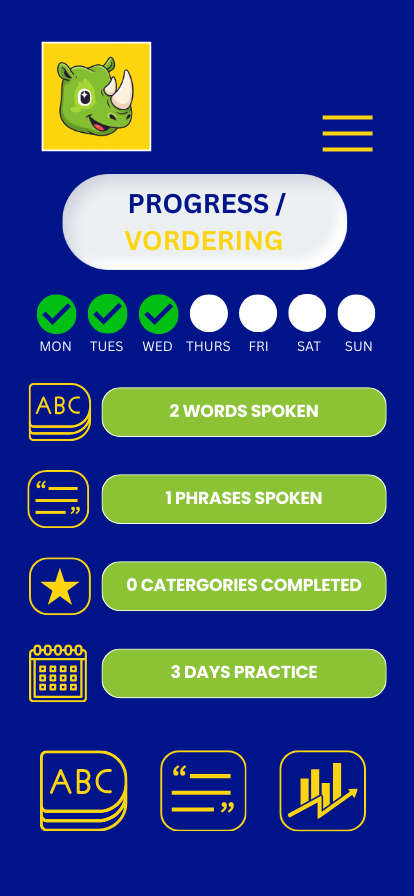 PROGRESS /
VORDERING
MON TUES WED THURS FRI SAT SUN
ABC
2 WORDS SPOKEN
“ ”
1 PHRASES SPOKEN
0 CATERGORIES COMPLETED
3 DAYS PRACTICE
ABC
“ ”